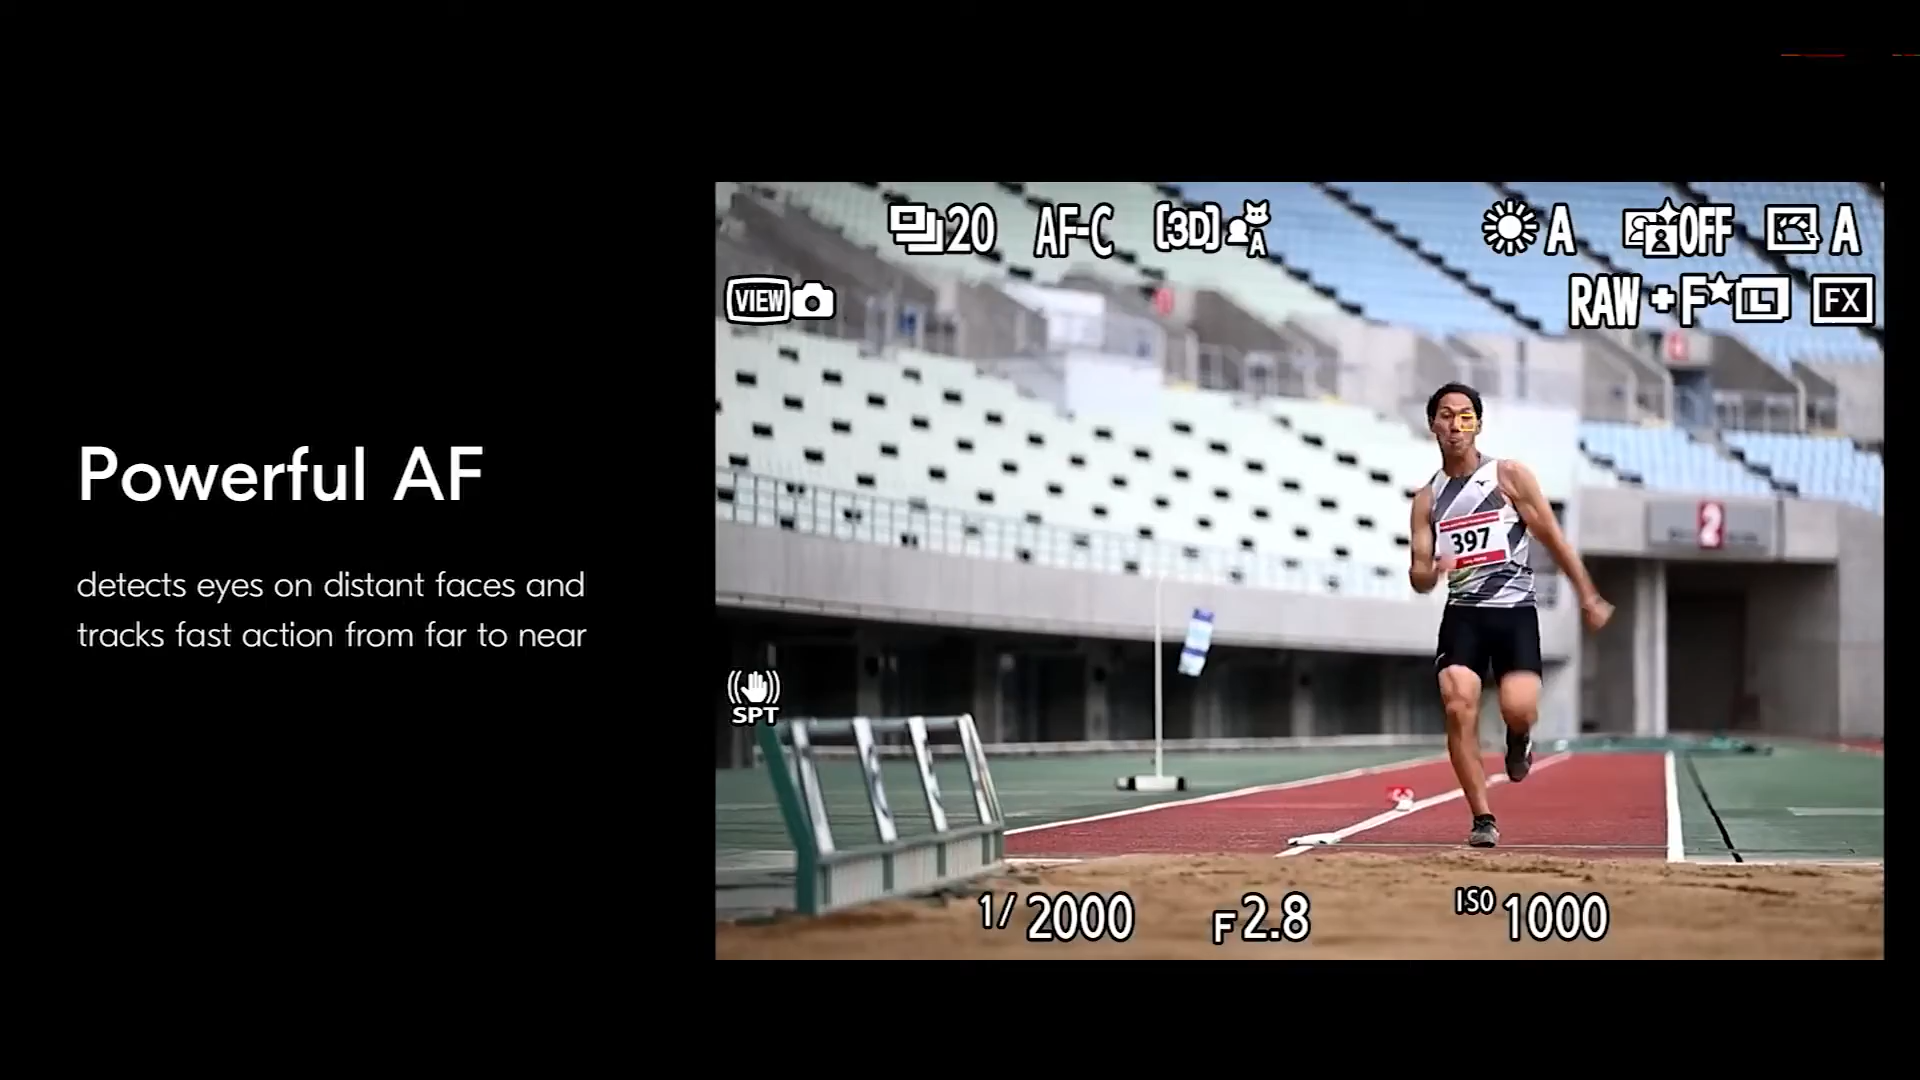 Powerful AF
detects eyes on distant faces and
tracks fast action from far to near
20 AF-C [3D] A A OFF A
VIEW RAW + F★ L FX
397
2
SPT
1/2000 F2.8 ISO 1000